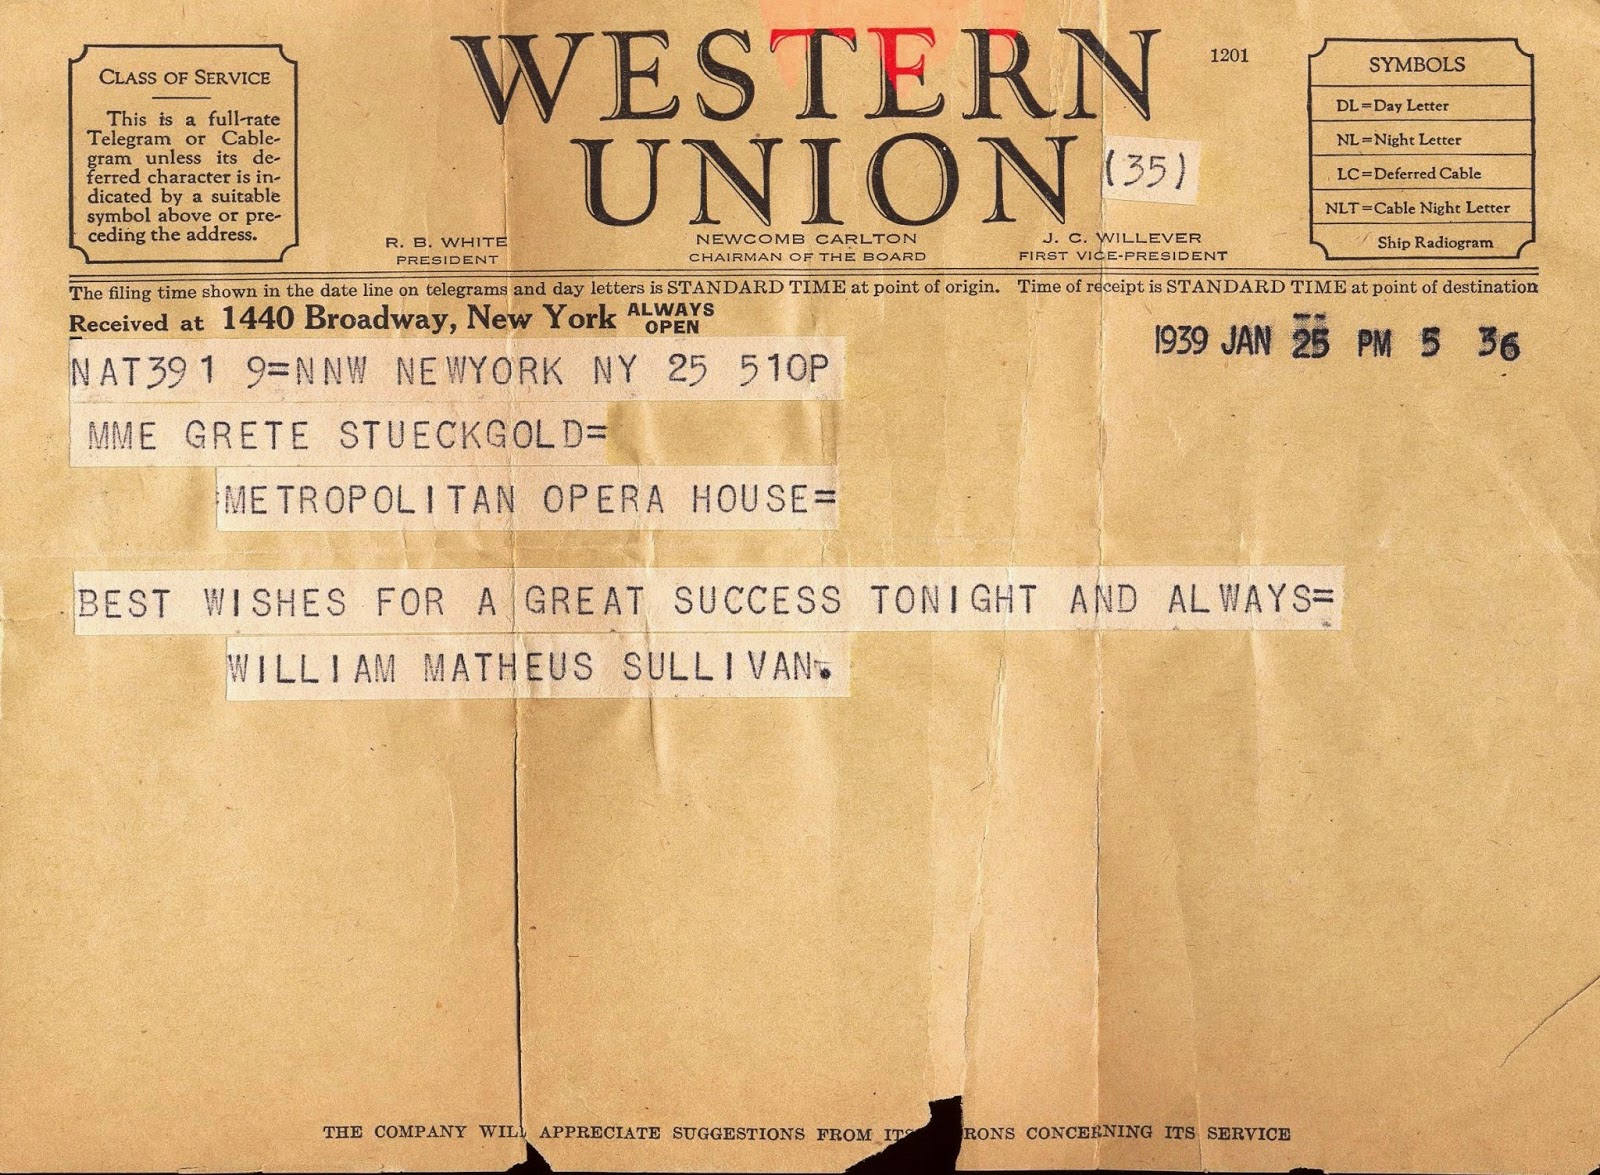 CLASS OF SERVICE
This is a full-rate
Telegram or Cable-
gram unless its de-
ferred character is in-
dicated by a suitable
symbol above or pre-
ceding the address.
WESTERN
UNION
1201
(35)
R. B. WHITE
PRESIDENT
NEWCOMB CARLTON
CHAIRMAN OF THE BOARD
J. C. WILLEVER
FIRST VICE-PRESIDENT
SYMBOLS
DL=Day Letter
NL=Night Letter
LC=Deferred Cable
NLT=Cable Night Letter
Ship Radiogram
The filing time shown in the date line on telegrams and day letters is STANDARD TIME at point of origin. Time of receipt is STANDARD TIME at point of destination
Received at 1440 Broadway, New York ALWAYS OPEN
1939 JAN 25 PM 5 36
NAT391 9=NNW NEWYORK NY 25 510P
MME GRETE STUECKGOLD=
METROPOLITAN OPERA HOUSE=
BEST WISHES FOR A GREAT SUCCESS TONIGHT AND ALWAYS=
WILLIAM MATHEUS SULLIVAN.
THE COMPANY WILL APPRECIATE SUGGESTIONS FROM CONCERNING ITS SERVICE